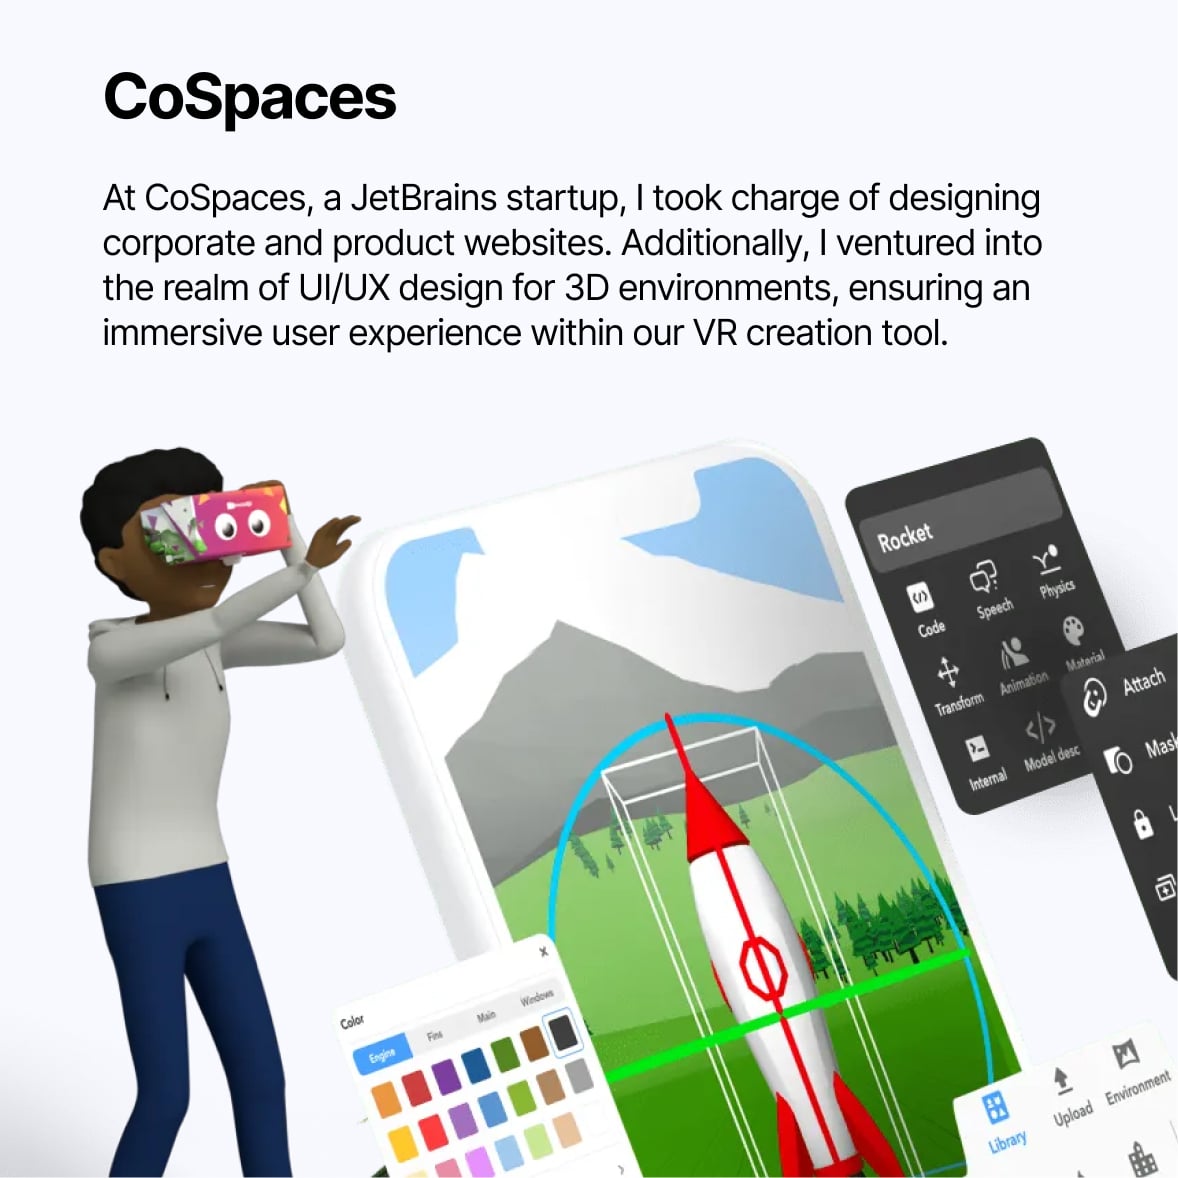 CoSpaces
At CoSpaces, a JetBrains startup, I took charge of designing
corporate and product websites. Additionally, I ventured into
the realm of UI/UX design for 3D environments, ensuring an
immersive user experience within our VR creation tool.
Rocket
Code
Speech
Physics
Transform
Animation
Material
Internal
Model desc
Attach
Mask
Color
Engine
Fins
Main
Windows
Library
Upload
Environment